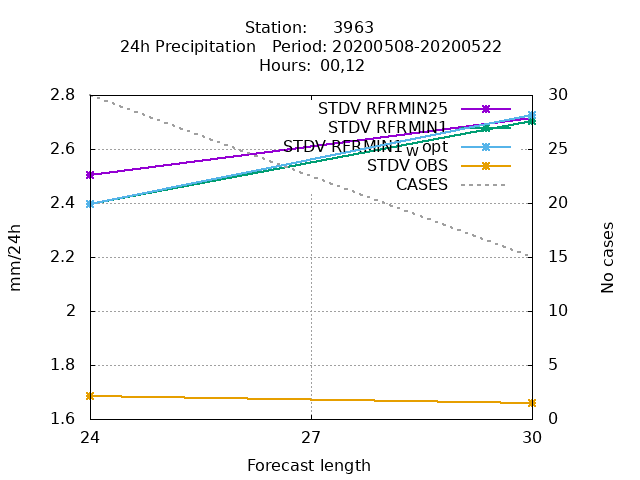 Station: 3963
24h Precipitation Period: 20200508-20200522
Hours: 00,12
2.8
2.6
2.4
2.2
2
1.8
1.6
30
25
20
15
10
5
0
mm/24h
No cases
STDV RFRMIN25
STDV RFRMIN1
STDV RFRMIN1_w opt
STDV OBS
CASES
24 27 30
Forecast length